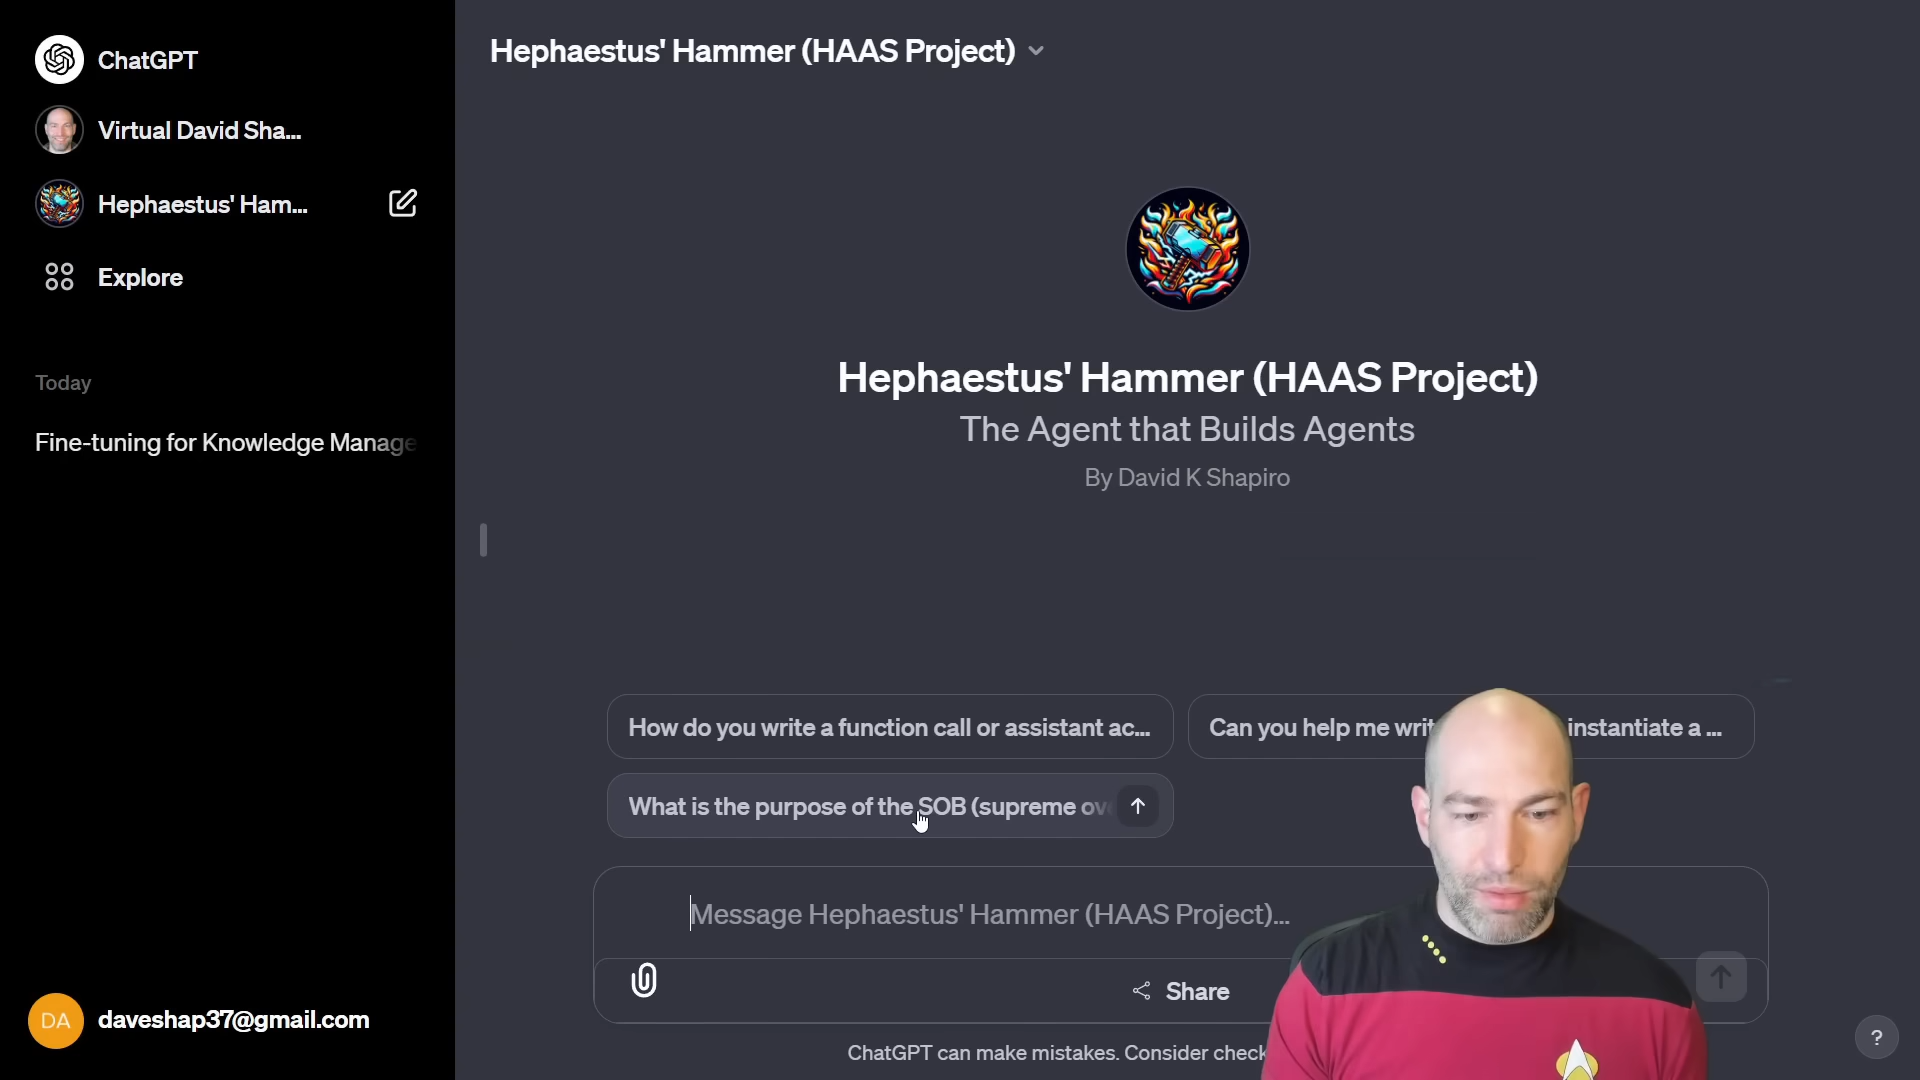 ChatGPT
Virtual David Sha...
Hephaestus' Ham...
Explore
Today
Fine-tuning for Knowledge Manage
DA
daveshap37@gmail.com
Hephaestus' Hammer (HAAS Project)
Hephaestus' Hammer (HAAS Project)
The Agent that Builds Agents
By David K Shapiro
How do you write a function call or assistant ac...
Can you help me writ instantiate a ...
What is the purpose of the SOB (supreme ov
Message Hephaestus' Hammer (HAAS Project)...
Share
ChatGPT can make mistakes. Consider check
?